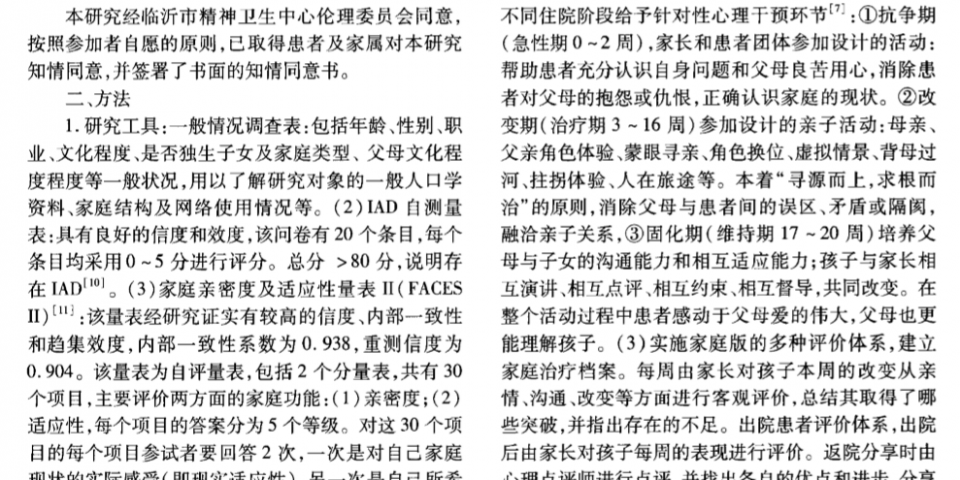 本研究经临沂市精神卫生中心伦理委员会同意,
按照参加者自愿的原则,已取得患者及家属对本研究
知情同意,并签署了书面的知情同意书。
二、方法
1. 研究工具:一般情况调查表:包括年龄、性别、职
业、文化程度、是否独生子女及家庭类型、父母文化程
度程度等一般状况,用以了解研究对象的一般人口学
资料、家庭结构及网络使用情况等。(2)IAD 自测量
表:具有良好的信度和效度,该问卷有 20 个条目,每个
条目均采用 0~5 分进行评分。总分 >80 分,说明存
在 IAD[10]。(3)家庭亲密度及适应性量表 II(FACES
II)[11]:该量表经研究证实有较高的信度、内部一致性
和趋集效度,内部一致性系数为 0. 938,重测信度为
0. 904。该量表为自评量表,包括 2 个分量表,共有 30
个项目,主要评价两方面的家庭功能:(1)亲密度;(2)
适应性,每个项目的答案分为 5 个等级。对这 30 个项
目的每个项目参试者要回答 2 次,一次是对自己家庭
现状的实际感受(即现实适应性),另一次是自己所希
不同住院阶段给予针对性心理干预环节[7]:①抗争期
(急性期 0~2 周),家长和患者团体参加设计的活动:
帮助患者充分认识自身问题和父母良苦用心,消除患
者对父母的抱怨或仇恨,正确认识家庭的现状。②改
变期(治疗期 3~16 周)参加设计的亲子活动:母亲、
父亲角色体验、蒙眼寻亲、角色换位、虚拟情景、背母过
河、拄拐体验、人在旅途等。本着“寻源而上,求根而
治”的原则,消除父母与患者间的误区、矛盾或隔阂,
融洽亲子关系,③固化期(维持期 17~20 周)培养父
母与子女的沟通能力和相互适应能力;孩子与家长相
互演讲、相互点评、相互约束、相互督导,共同改变。在
整个活动过程中患者感动于父母爱的伟大,父母也更
能理解孩子。(3)实施家庭版的多种评价体系,建立
家庭治疗档案。每周由家长对孩子本周的改变从亲
情、沟通、改变等方面进行客观评价,总结其取得了哪
些突破,并指出存在的不足。出院患者评价体系,出院
后由家长对孩子每周的表现进行评价。返院分享时由
心理点评师进行点评,并找出各自的优点和进步,分享